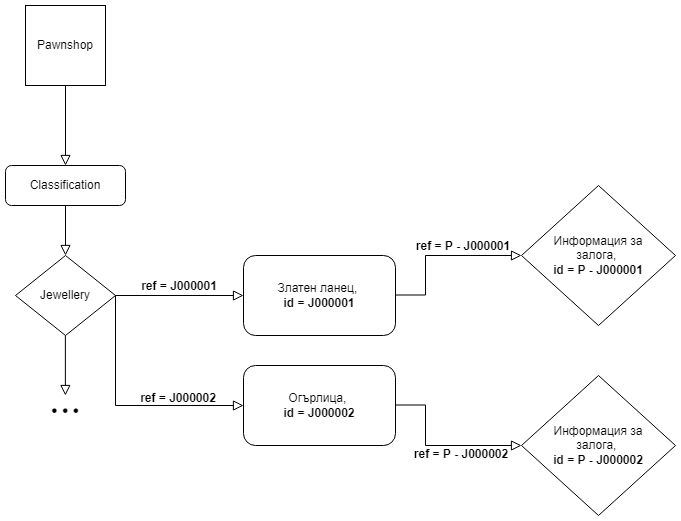 Pawnshop
Classification
Jewellery
• • •
ref = J000001
ref = J000002
Златен ланец,
id = J000001
Огърлица,
id = J000002
ref = P - J000001
ref = P - J000002
Информация за
залога,
id = P - J000001
Информация за
залога,
id = P - J000002